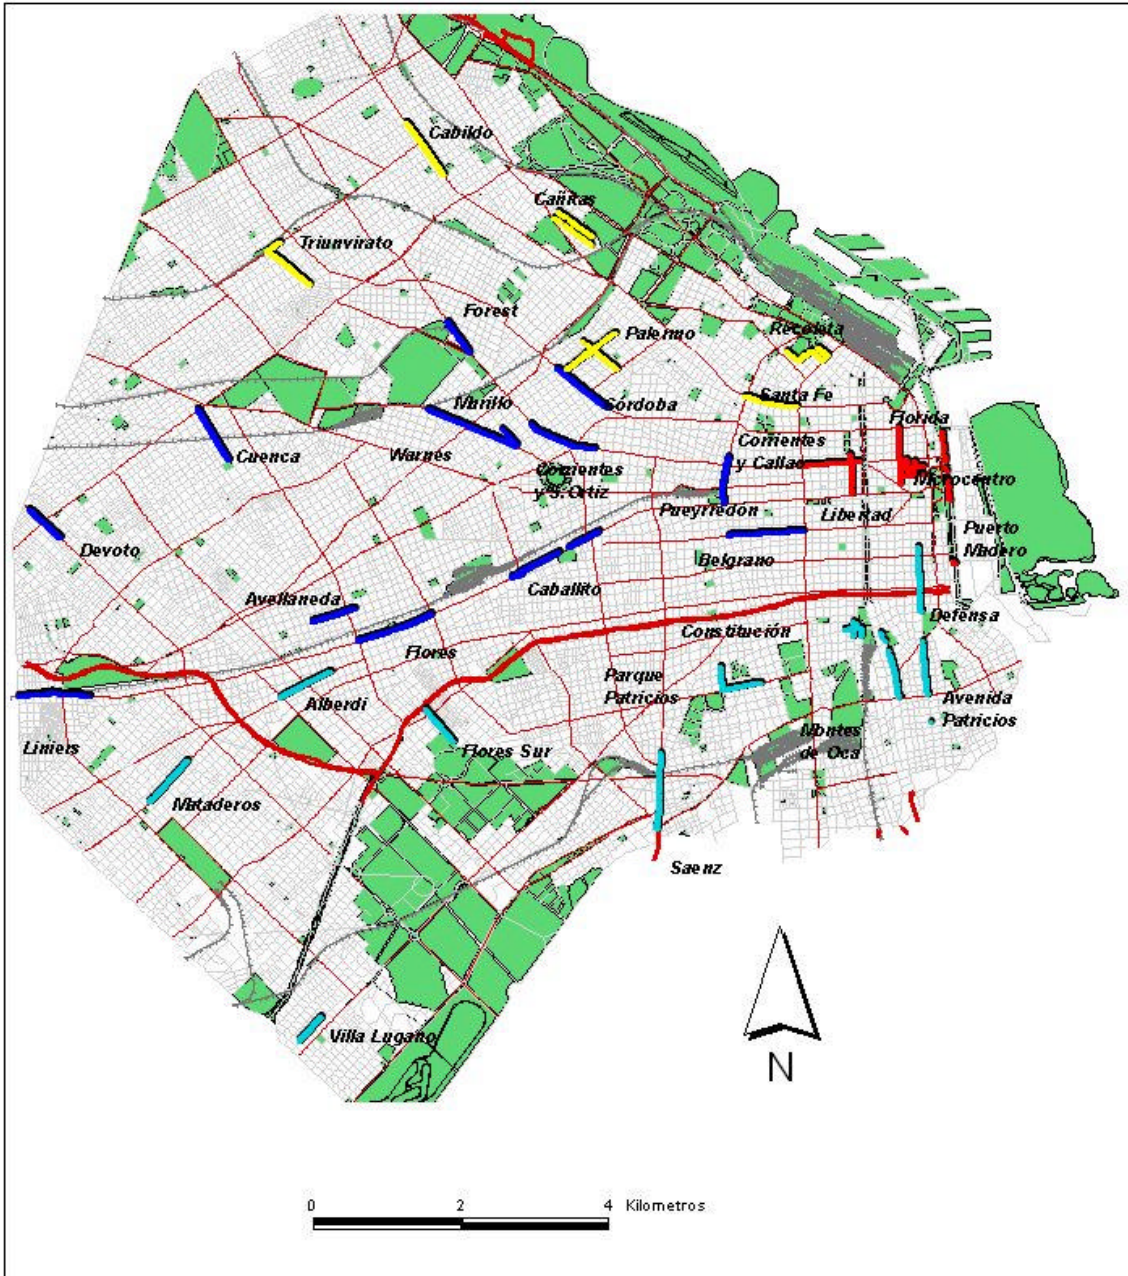 Cabildo
Cañitas
Triunvirato
Forest
Palermo
Recoleta
Murillo
Córdoba
Santa Fe
Florida
Cuenca
Warnes
Corrientes
y S. Ortiz
Corrientes
y Callao
Microcentro
Pueyrredon
Libertad
Puerto
Madero
Devoto
Belgrano
Caballito
Avellaneda
Defensa
Constitución
Flores
Parque
Patricios
Alberdi
Avenida
Patricios
Liniers
Flores Sur
Montes
de Oca
Mataderos
Saenz
Villa Lugano
N
0 2 4 Kilometros